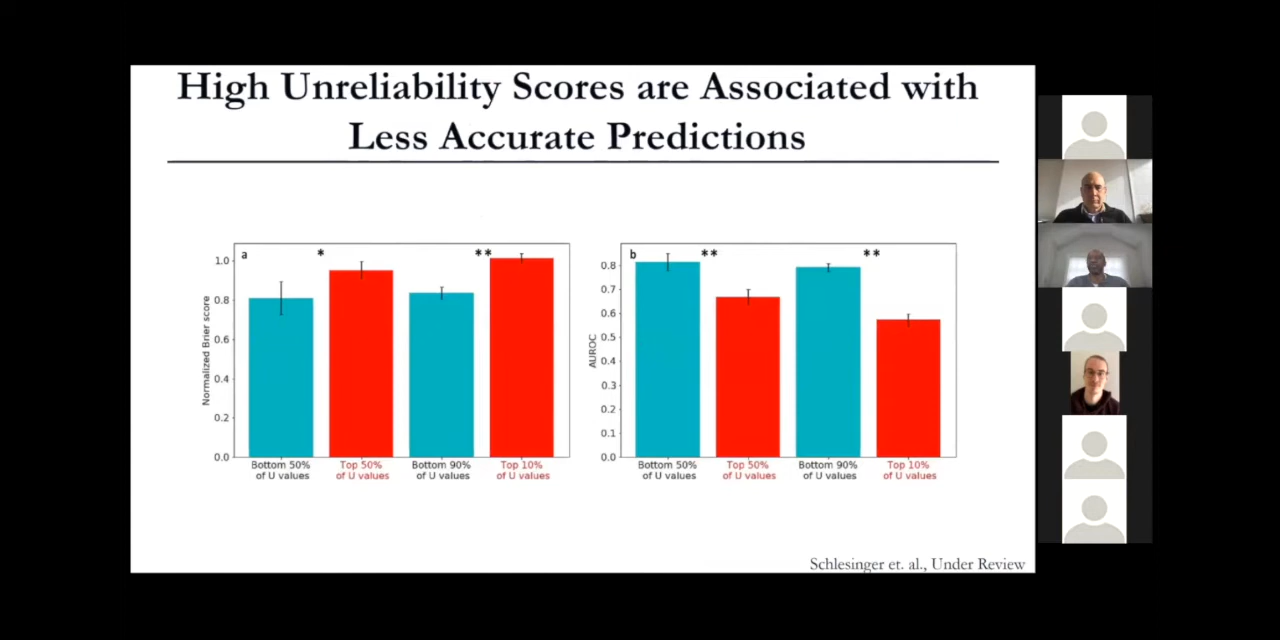 High Unreliability Scores are Associated with
Less Accurate Predictions
a
*
**
1.0
0.8
0.6
0.4
0.2
0.0
Normalized Brier score
Bottom 50%
of U values
Top 50%
of U values
Bottom 90%
of U values
Top 10%
of U values
b
**
**
0.8
0.7
0.6
0.5
0.4
0.3
0.2
0.1
0.0
AUROC
Bottom 50%
of U values
Top 50%
of U values
Bottom 90%
of U values
Top 10%
of U values
Schlesinger et. al., Under Review